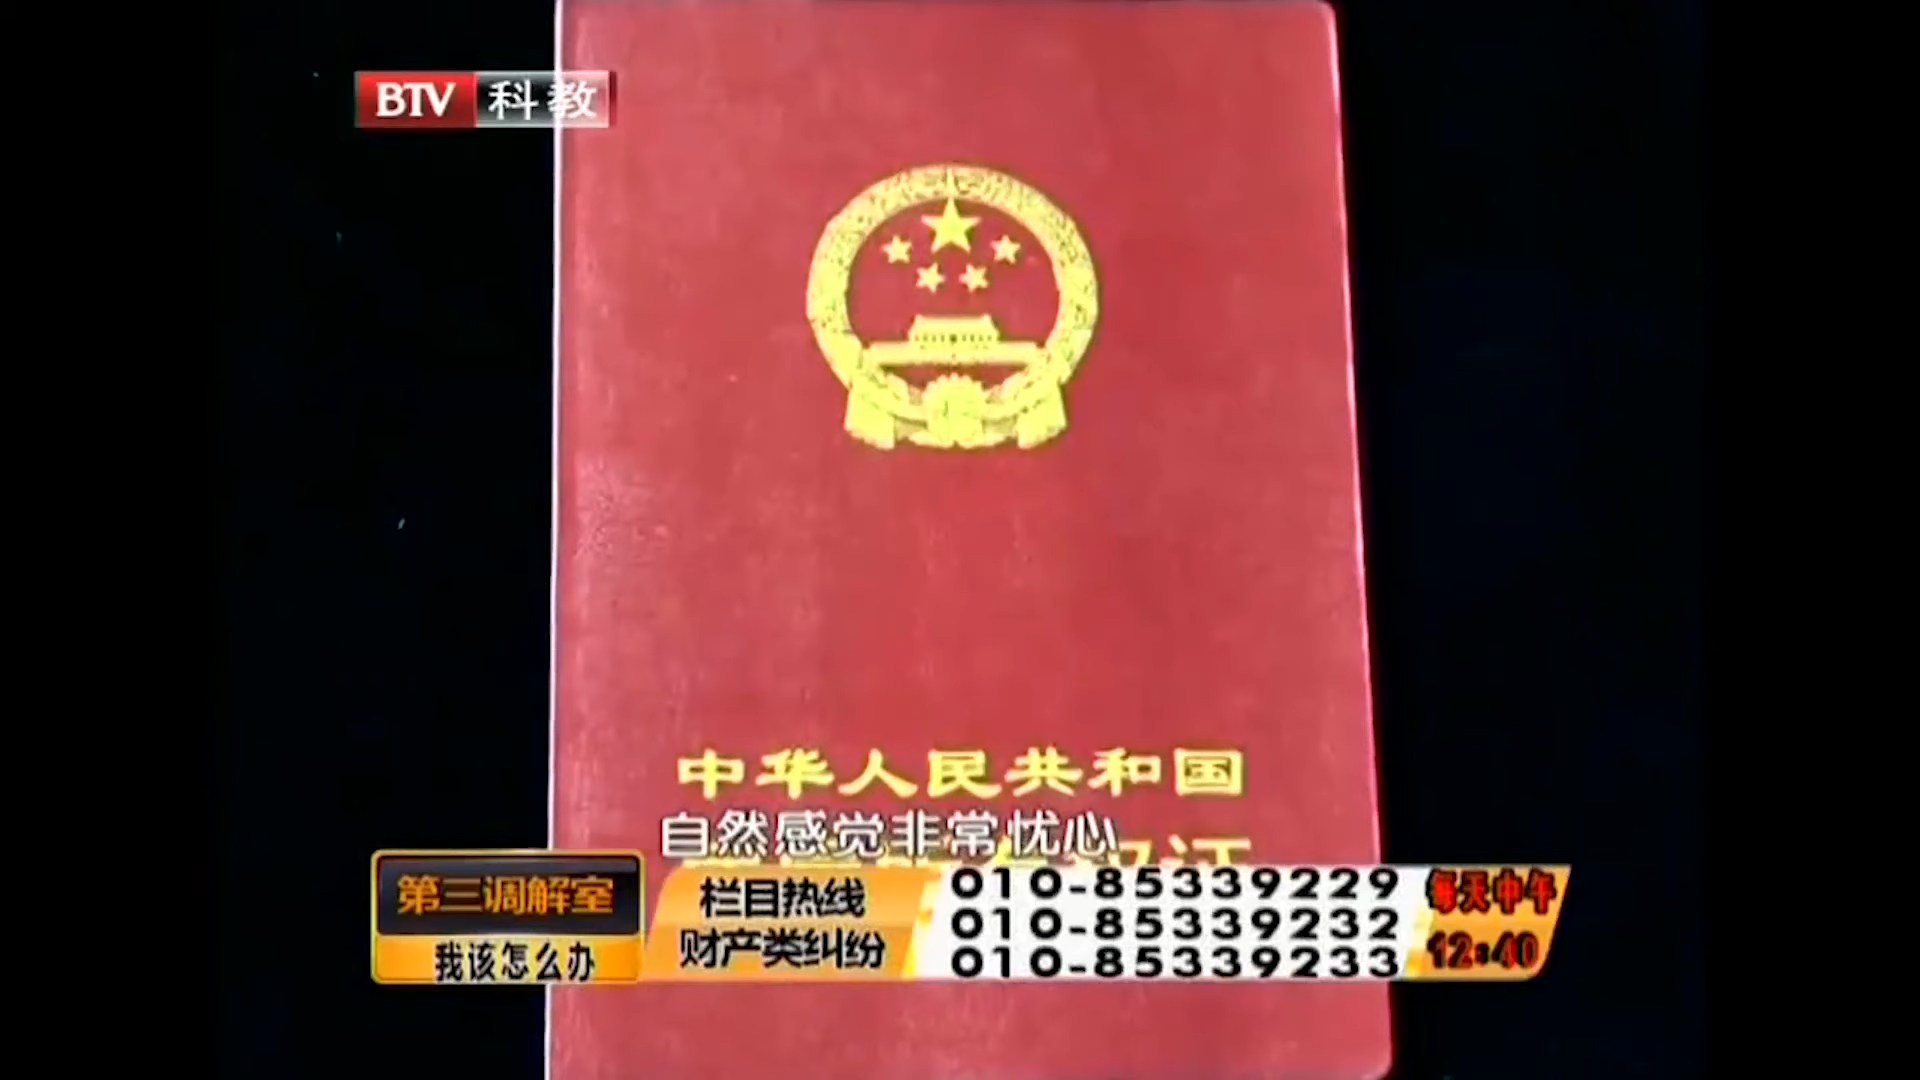 BTV 科教
中华人民共和国
自然感觉非常忧心
第三调解室
我该怎么办
栏目热线
财产类纠纷
010-85339229
010-85339232
010-85339233
每天中午
12:40